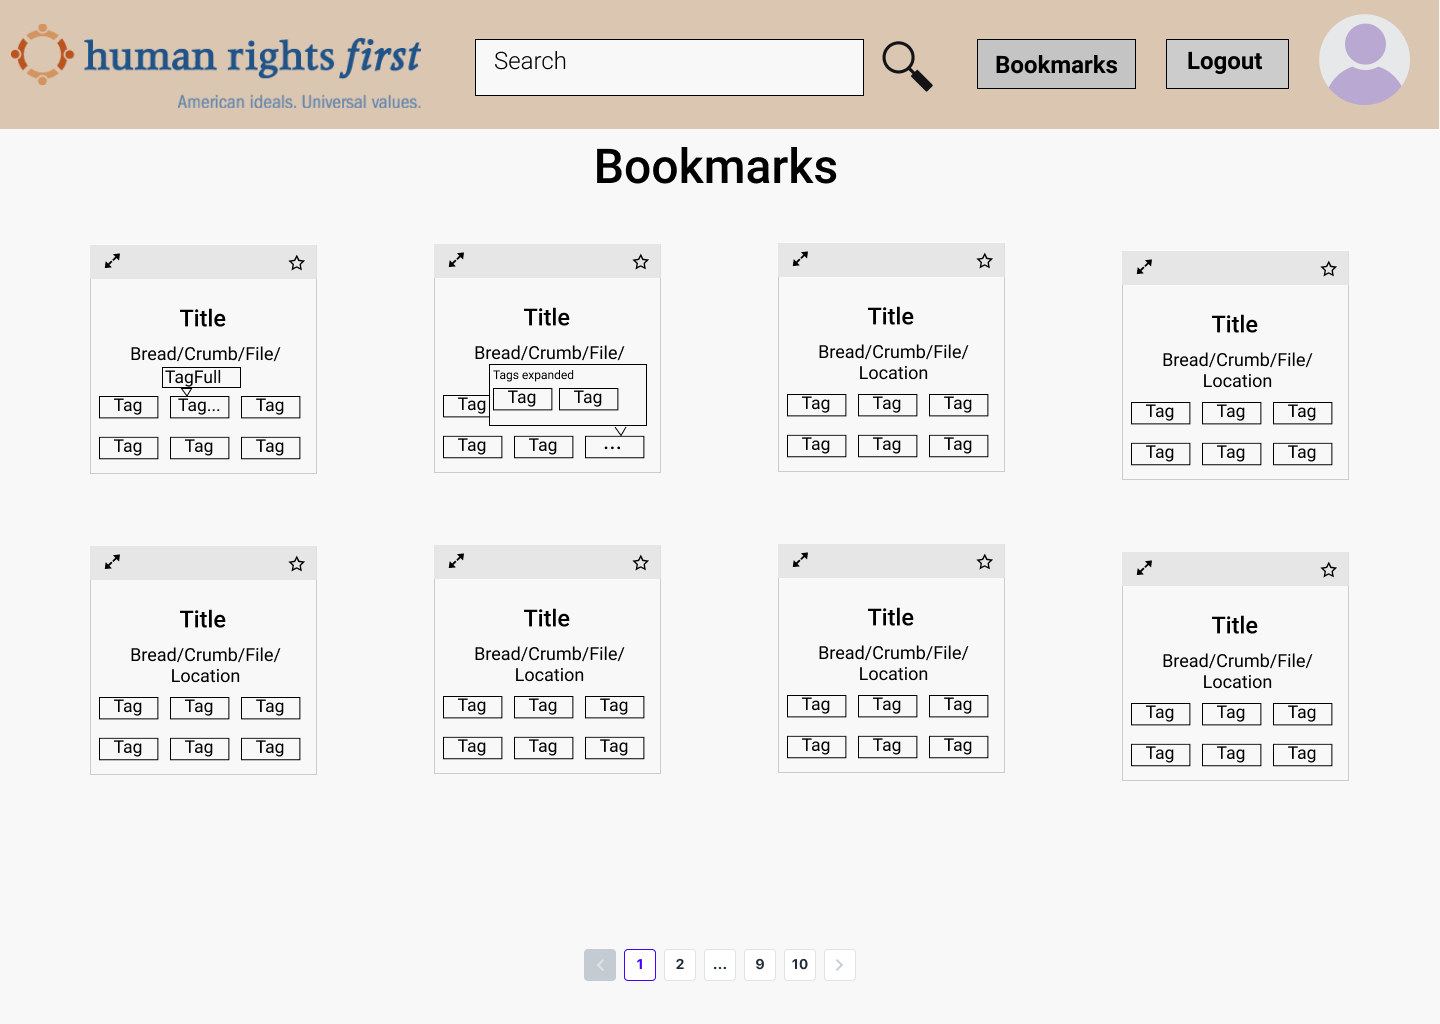 human rights first
American ideals. Universal values.
Search
Bookmarks
Logout
Bookmarks
Title
Bread/Crumb/File/
TagFull
Tag
Tag...
Tag
Tag
Tag
Tag
Title
Bread/Crumb/File/
Tags expanded
Tag
Tag
Tag
Tag
Tag
...
Title
Bread/Crumb/File/
Location
Tag
Tag
Tag
Tag
Tag
Tag
Title
Bread/Crumb/File/
Location
Tag
Tag
Tag
Tag
Tag
Tag
Title
Bread/Crumb/File/
Location
Tag
Tag
Tag
Tag
Tag
Tag
Title
Bread/Crumb/File/
Location
Tag
Tag
Tag
Tag
Tag
Tag
Title
Bread/Crumb/File/
Location
Tag
Tag
Tag
Tag
Tag
Tag
Title
Bread/Crumb/File/
Location
Tag
Tag
Tag
Tag
Tag
Tag
1 2 ... 9 10